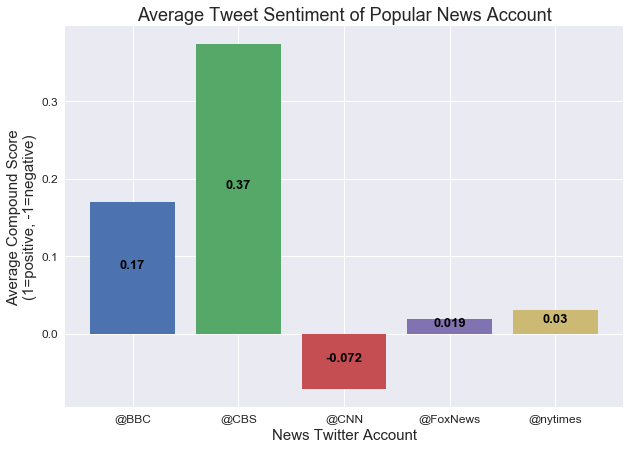 Average Tweet Sentiment of Popular News Account
Average Compound Score
(1=positive, -1=negative)
0.3
0.2
0.1
0.0
0.17
0.37
-0.072
0.019
0.03
@BBC
@CBS
@CNN
@FoxNews
@nytimes
News Twitter Account